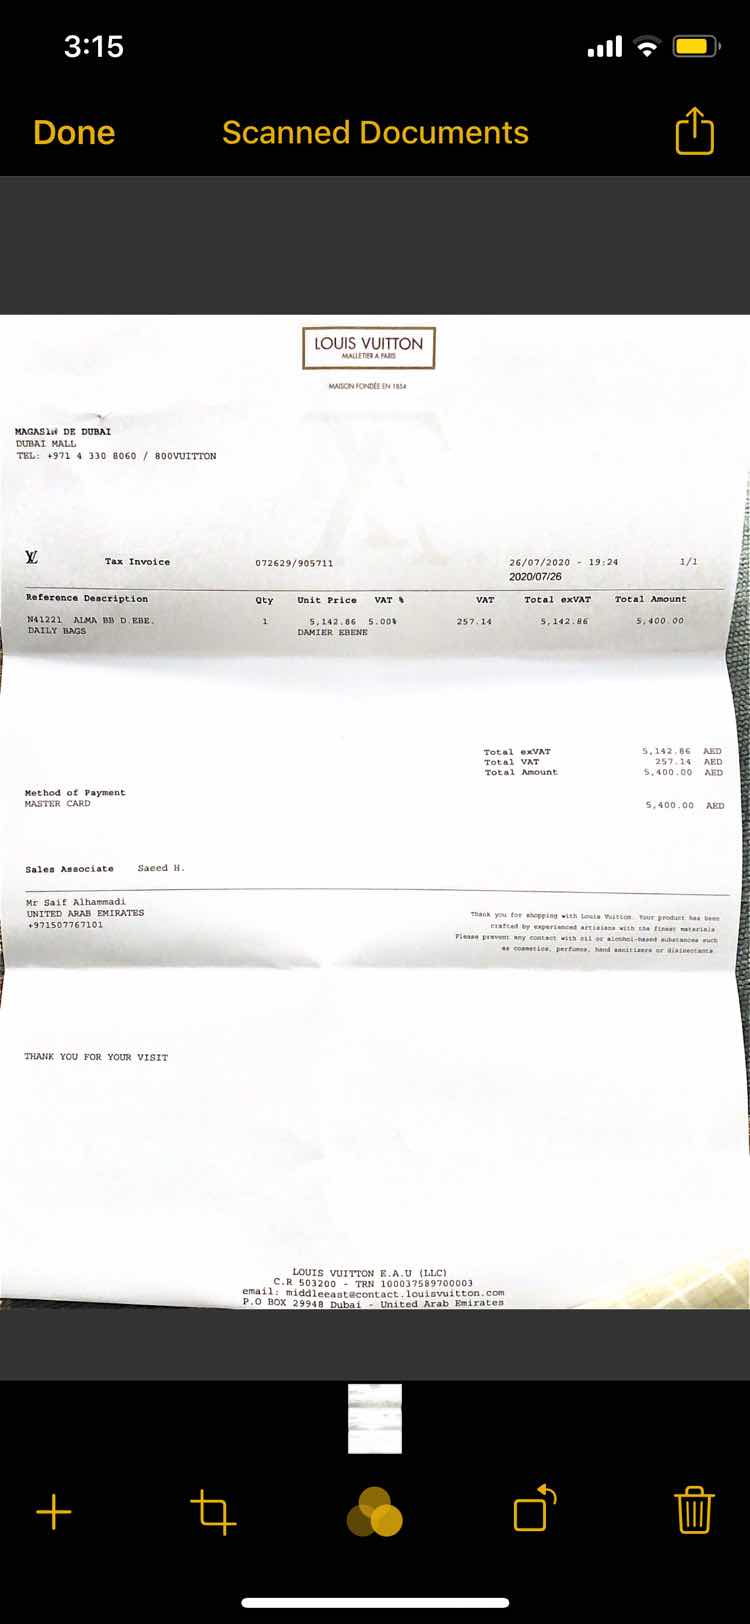 3:15
Done
Scanned Documents
LOUIS VUITTON
MALLETIER A PARIS
MAISON FONDÉE EN 1854
MAGASIN DE DUBAI
DUBAI MALL
TEL: +971 4 330 8060 / 800VUITTON
LV Tax Invoice 072629/905711 26/07/2020 - 19:24 1/1
2020/07/26
Reference Description Qty Unit Price VAT % VAT Total exVAT Total Amount
N41221 ALMA BB D.EBE. 1 5,142.86 5.00% 257.14 5,142.86 5,400.00
DAILY BAGS DAMIER EBENE
Total exVAT 5,142.86 AED
Total VAT 257.14 AED
Total Amount 5,400.00 AED
Method of Payment
MASTER CARD 5,400.00 AED
Sales Associate Saeed H.
Mr Saif Alhammadi
UNITED ARAB EMIRATES
+971507767101
Thank you for shopping with Louis Vuitton. Your product has been
crafted by experienced artisians with the finest materials
Please prevent any contact with oil or alcohol-based substances such
as cosmetics, perfumes, hand sanitizers or disinectants.
THANK YOU FOR YOUR VISIT
LOUIS VUITTON E.A.U (LLC)
C.R 503200 - TRN 100037589700003
email: middleeast@contact.louisvuitton.com
P.O BOX 29948 Dubai - United Arab Emirates